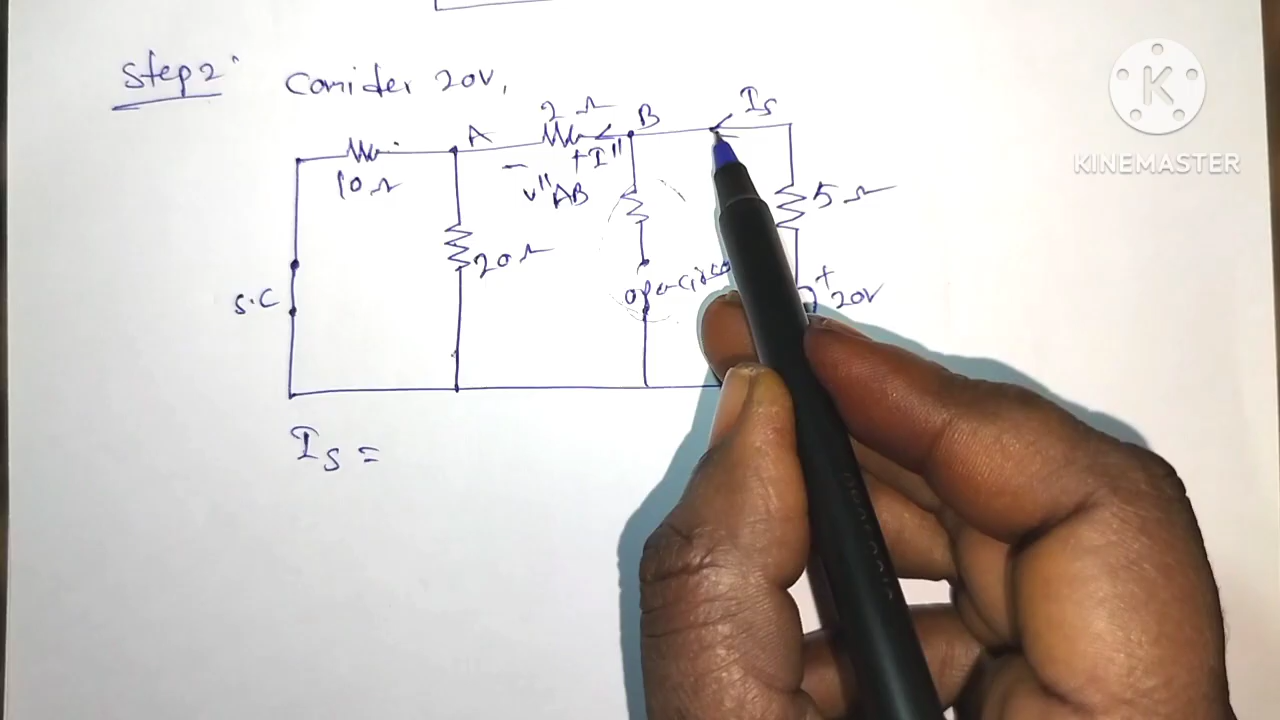 Step 2:
Consider 20V,
2 Ω
A
B
Is
10 Ω
- + I"
V"AB
5 Ω
20 Ω
S.C
+
20V
Is =
K
KINEMASTER